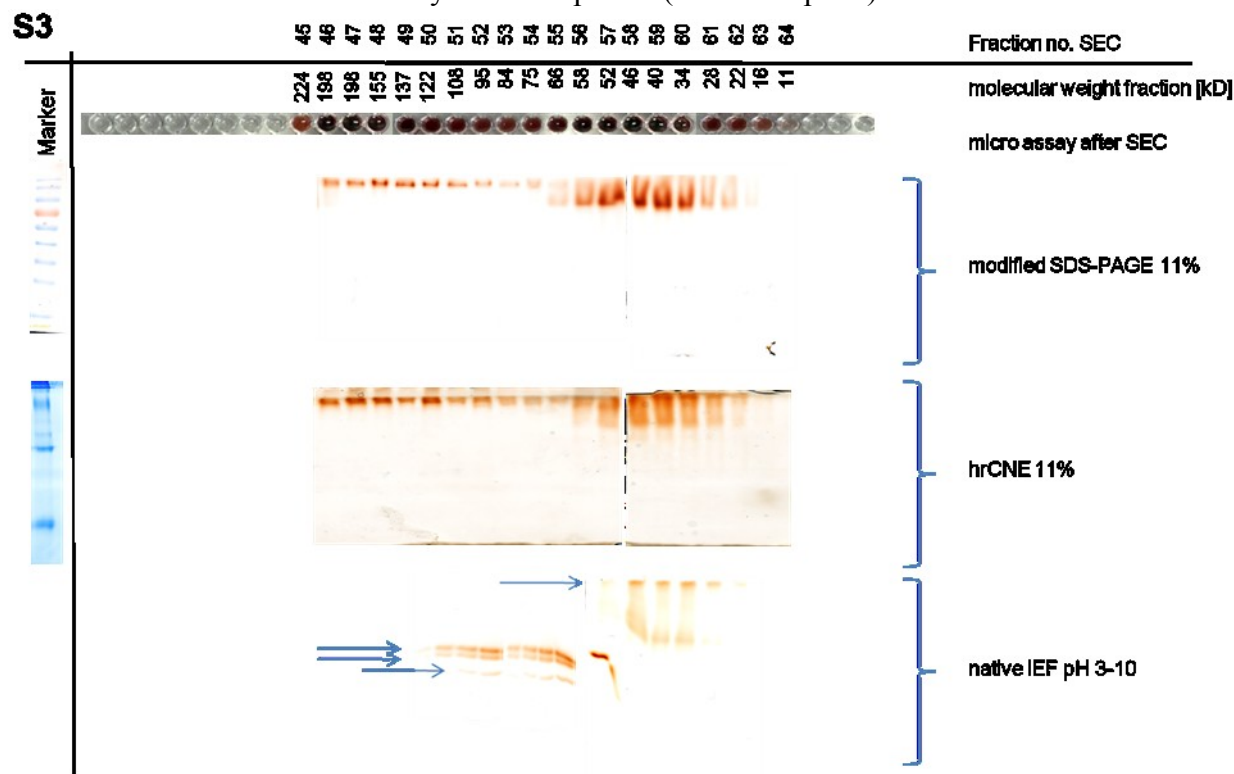 S3
45 46 47 48 49 50 51 52 53 54 55 56 57 58 59 60 61 62 63 64
Fraction no. SEC
224 198 198 155 137 122 108 95 84 75 66 58 52 46 40 34 28 22 16 11
molecular weight fraction [kD]
Marker
micro assay after SEC
modified SDS-PAGE 11%
hrCNE 11%
native IEF pH 3-10